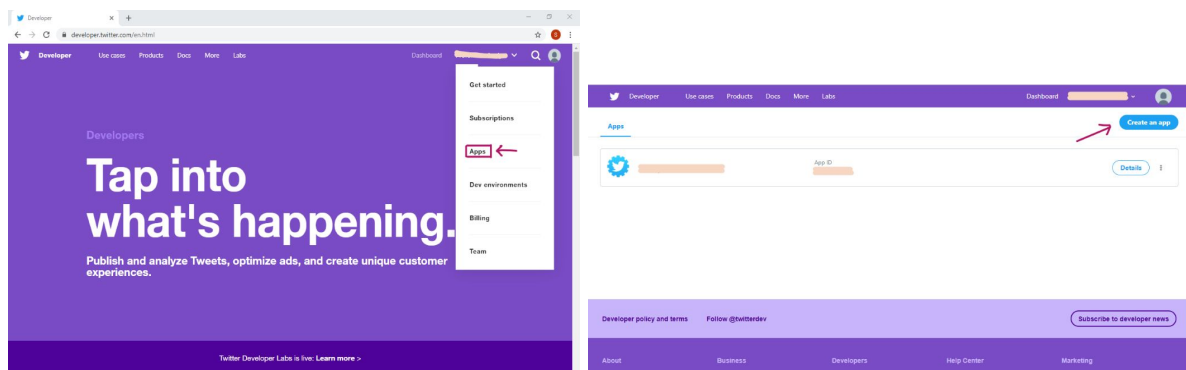 Developer
developer.twitter.com/en.html
S
Developer Use cases Products Docs More Labs Dashboard
Get started
Subscriptions
Apps
Dev environments
Billing
Team
Developers
Tap into
what's happening.
Publish and analyze Tweets, optimize ads, and create unique customer
experiences.
Twitter Developer Labs is live: Learn more >
Developer Use cases Products Docs More Labs Dashboard
Apps
Create an app
App ID
Details
Developer policy and terms Follow @twitterdev
Subscribe to developer news
About Business Developers Help Center Marketing